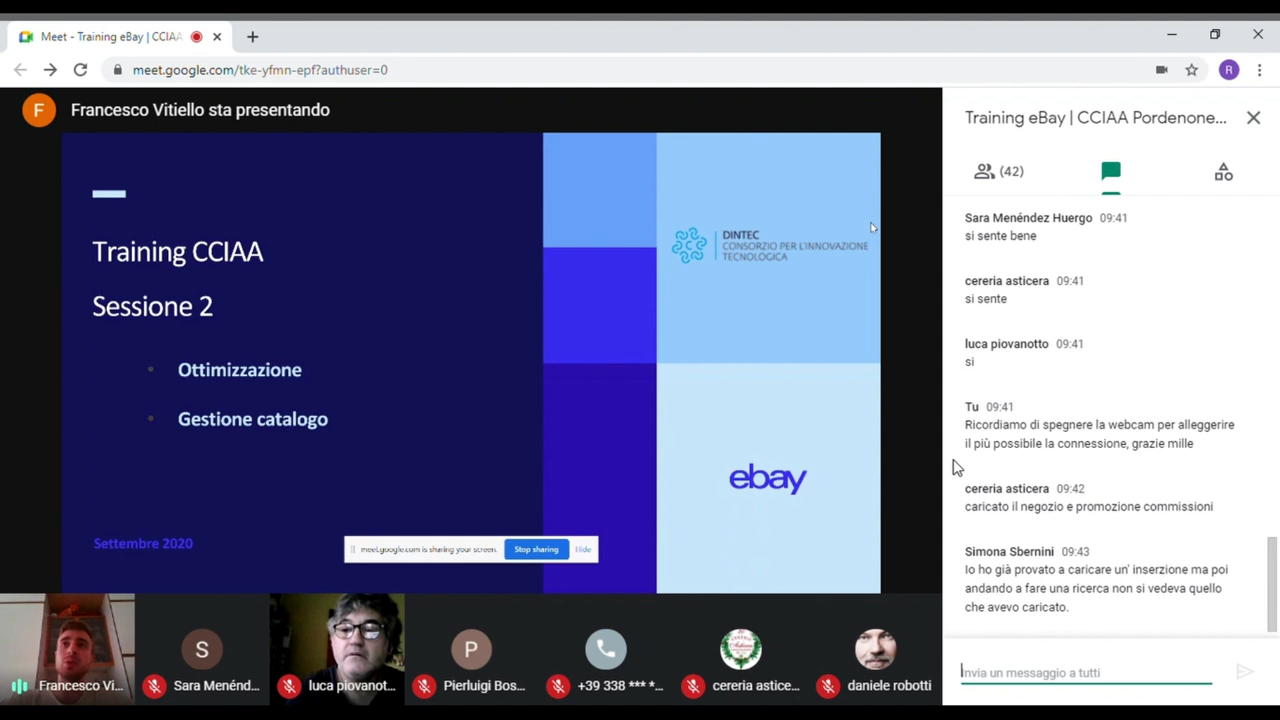 Meet - Training eBay | CCIAA
meet.google.com/tke-yfmn-epf?authuser=0
R
F
Francesco Vitiello sta presentando
Training eBay | CCIAA Pordenone...
(42)
Training CCIAA
Sessione 2
• Ottimizzazione
• Gestione catalogo
Settembre 2020
DINTEC
CONSORZIO PER L'INNOVAZIONE
TECNOLOGICA
ebay
meet.google.com is sharing your screen.
Stop sharing
Hide
Sara Menéndez Huergo 09:41
si sente bene
cereria asticera 09:41
si sente
luca piovanotto 09:41
si
Tu 09:41
Ricordiamo di spegnere la webcam per alleggerire
il più possibile la connessione, grazie mille
cereria asticera 09:42
caricato il negozio e promozione commissioni
Simona Sbernini 09:43
Io ho già provato a caricare un' inserzione ma poi
andando a fare una ricerca non si vedeva quello
che avevo caricato.
Invia un messaggio a tutti
Francesco Vi...
S
Sara Menénd...
luca piovanot...
P
Pierluigi Bos...
+39 338 *** *...
cereria astice...
daniele robotti